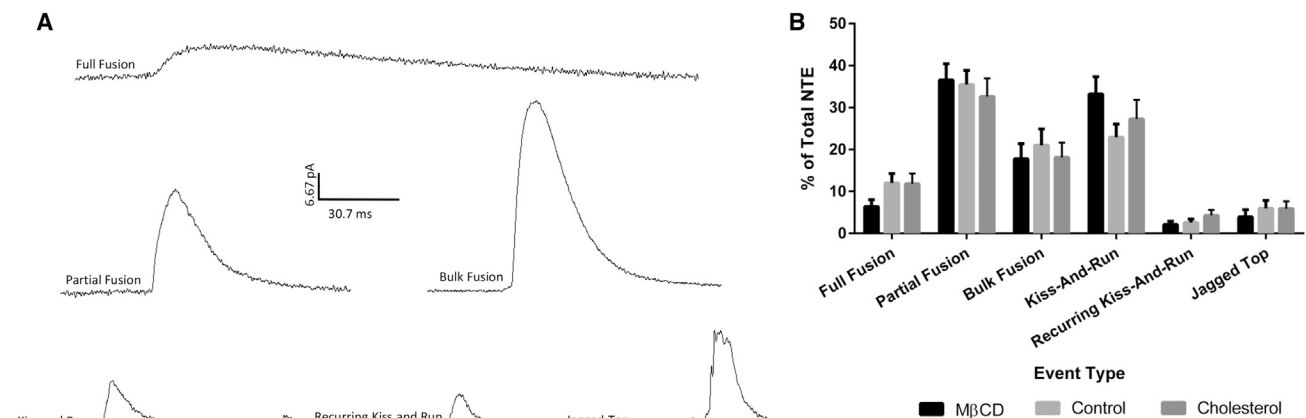 A
Full Fusion
6.67 pA
30.7 ms
Partial Fusion
Bulk Fusion
Recurring Kiss and Run
Jagged Top
B
% of Total NTE
50
40
30
20
10
0
Full Fusion
Partial Fusion
Bulk Fusion
Kiss-And-Run
Recurring Kiss-And-Run
Jagged Top
Event Type
MβCD
Control
Cholesterol